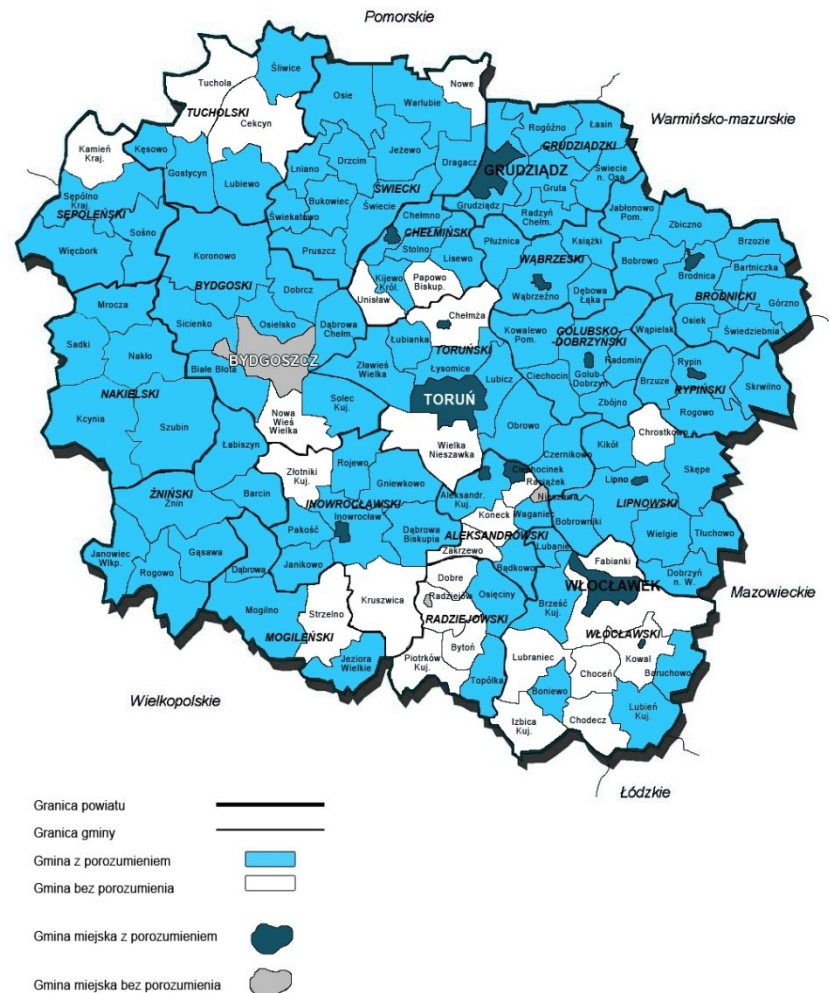 Pomorskie
Śliwice
Tuchola
Nowe
Osie
Warlubie
TUCHOLSKI
Cekcyn
Rogóźno
Łasin
Warmińsko-mazurskie
Kamień
Kraj.
Kęsowo
GRUDZIĄDZKI
Drzcim
Jeżewo
Dragacz
GRUDZIĄDZ
Gostycyn
Lubiewo
Lniano
Świecie
n. Osą
ŚWIECKI
Gruta
Sępólno
Kraj.
Bukowiec
Świecie
Grudziądz
Radzyń
Chełm.
Jabłonowo
Pom.
SĘPOLEŃSKI
Świekatowo
Chełmno
Zbiczno
Sośno
CHEŁMIŃSKI
Płużnica
Książki
Brzozie
Więcbork
Koronowo
Pruszcz
Stolno
Lisewo
WĄBRZESKI
Bobrowo
Bartniczka
Brodnica
Kijewo
Król.
Papowo
Biskup.
BYDGOSKI
Dobrcz
Unisław
Wąbrzeźno
Dębowa
Łąka
BRODNICKI
Górzno
Mrocza
Chełmża
Sicienko
Osielsko
Dąbrowa
Chełm.
Łubianka
TORUŃSKI
Kowalewo
Pom.
GOLUBSKO-
DOBRZYŃSKI
Wąpielsk
Osiek
Świedziebnia
Sadki
Nakło
BYDGOSZCZ
Zławieś
Wielka
Łysomice
Radomin
Rypin
Białe Błota
Lubicz
Ciechocin
Golub-
Dobrzyń
Brzuze
RYPIŃSKI
Skrwilno
NAKIELSKI
Solec
Kuj.
TORUŃ
Zbójno
Rogowo
Kcynia
Szubin
Nowa
Wieś
Wielka
Obrowo
Chrostkowo
Wielka
Nieszawka
Łabiszyn
Czernikowo
Kikół
Złotniki
Kuj.
Rojewo
Gniewkowo
Ciechocinek
Skępe
Raciążek
Lipno
ŻNIŃSKI
Żnin
Barcin
Aleksandr.
Kuj.
Nieszawa
LIPNOWSKI
INOWROCŁAWSKI
Inowrocław
Koneck
Waganiec
Bobrowniki
Pakość
Dąbrowa
Biskupia
ALEKSANDROWSKI
Wielgie
Tłuchowo
Gąsawa
Zakrzewo
Lubanie
Janowiec
Wlkp.
Rogowo
Dąbrowa
Janikowo
Bądkowo
Fabianki
Dobrzyń
n. W.
Dobre
WŁOCŁAWEK
Mazowieckie
Mogilno
Strzelno
Kruszwica
Radziejów
Osięciny
Brześć
Kuj.
RADZIEJOWSKI
WŁOCŁAWSKI
MOGILEŃSKI
Bytoń
Kowal
Jeziora
Wielkie
Piotrków
Kuj.
Lubraniec
Choceń
Baruchowo
Topólka
Boniewo
Wielkopolskie
Lubień
Kuj.
Izbica
Kuj.
Chodecz
Łódzkie
Granica powiatu
Granica gminy
Gmina z porozumieniem
Gmina bez porozumienia
Gmina miejska z porozumieniem
Gmina miejska bez porozumienia